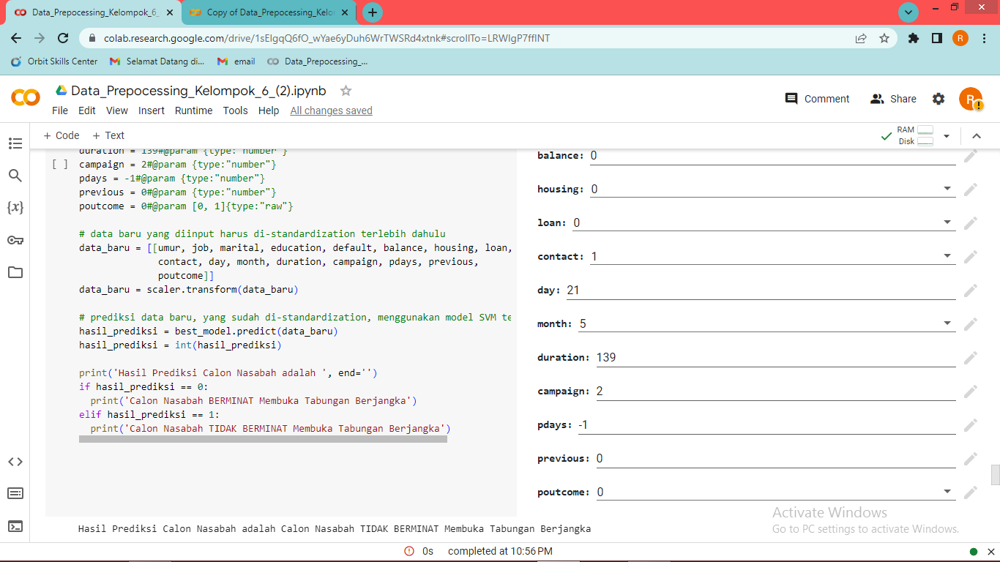 Data_Prepocessing_Kelompok_6_
Copy of Data_Prepocessing_Kelo
colab.research.google.com/drive/1sElgqQ6fO_wYae6yDuh6WrTWSRd4xtnk#scrollTo=LRWlgP7fflNT
R
Orbit Skills Center
Selamat Datang di...
email
Data_Prepocessing_...
Data_Prepocessing_Kelompok_6_(2).ipynb
Comment
Share
R
File Edit View Insert Runtime Tools Help All changes saved
+ Code + Text
RAM
Disk
duration = 139#@param {type:"number"}
[ ] campaign = 2#@param {type:"number"}
pdays = -1#@param {type:"number"}
previous = 0#@param {type:"number"}
poutcome = 0#@param [0, 1]{type:"raw"}
# data baru yang diinput harus di-standardization terlebih dahulu
data_baru = [[umur, job, marital, education, default, balance, housing, loan,
contact, day, month, duration, campaign, pdays, previous,
poutcome]]
data_baru = scaler.transform(data_baru)
# prediksi data baru, yang sudah di-standardization, menggunakan model SVM te
hasil_prediksi = best_model.predict(data_baru)
hasil_prediksi = int(hasil_prediksi)
print('Hasil Prediksi Calon Nasabah adalah ', end='')
if hasil_prediksi == 0:
print('Calon Nasabah BERMINAT Membuka Tabungan Berjangka')
elif hasil_prediksi == 1:
print('Calon Nasabah TIDAK BERMINAT Membuka Tabungan Berjangka')
balance: 0
housing: 0
loan: 0
contact: 1
day: 21
month: 5
duration: 139
campaign: 2
pdays: -1
previous: 0
poutcome: 0
Hasil Prediksi Calon Nasabah adalah Calon Nasabah TIDAK BERMINAT Membuka Tabungan Berjangka
Activate Windows
Go to PC settings to activate Windows.
0s completed at 10:56 PM